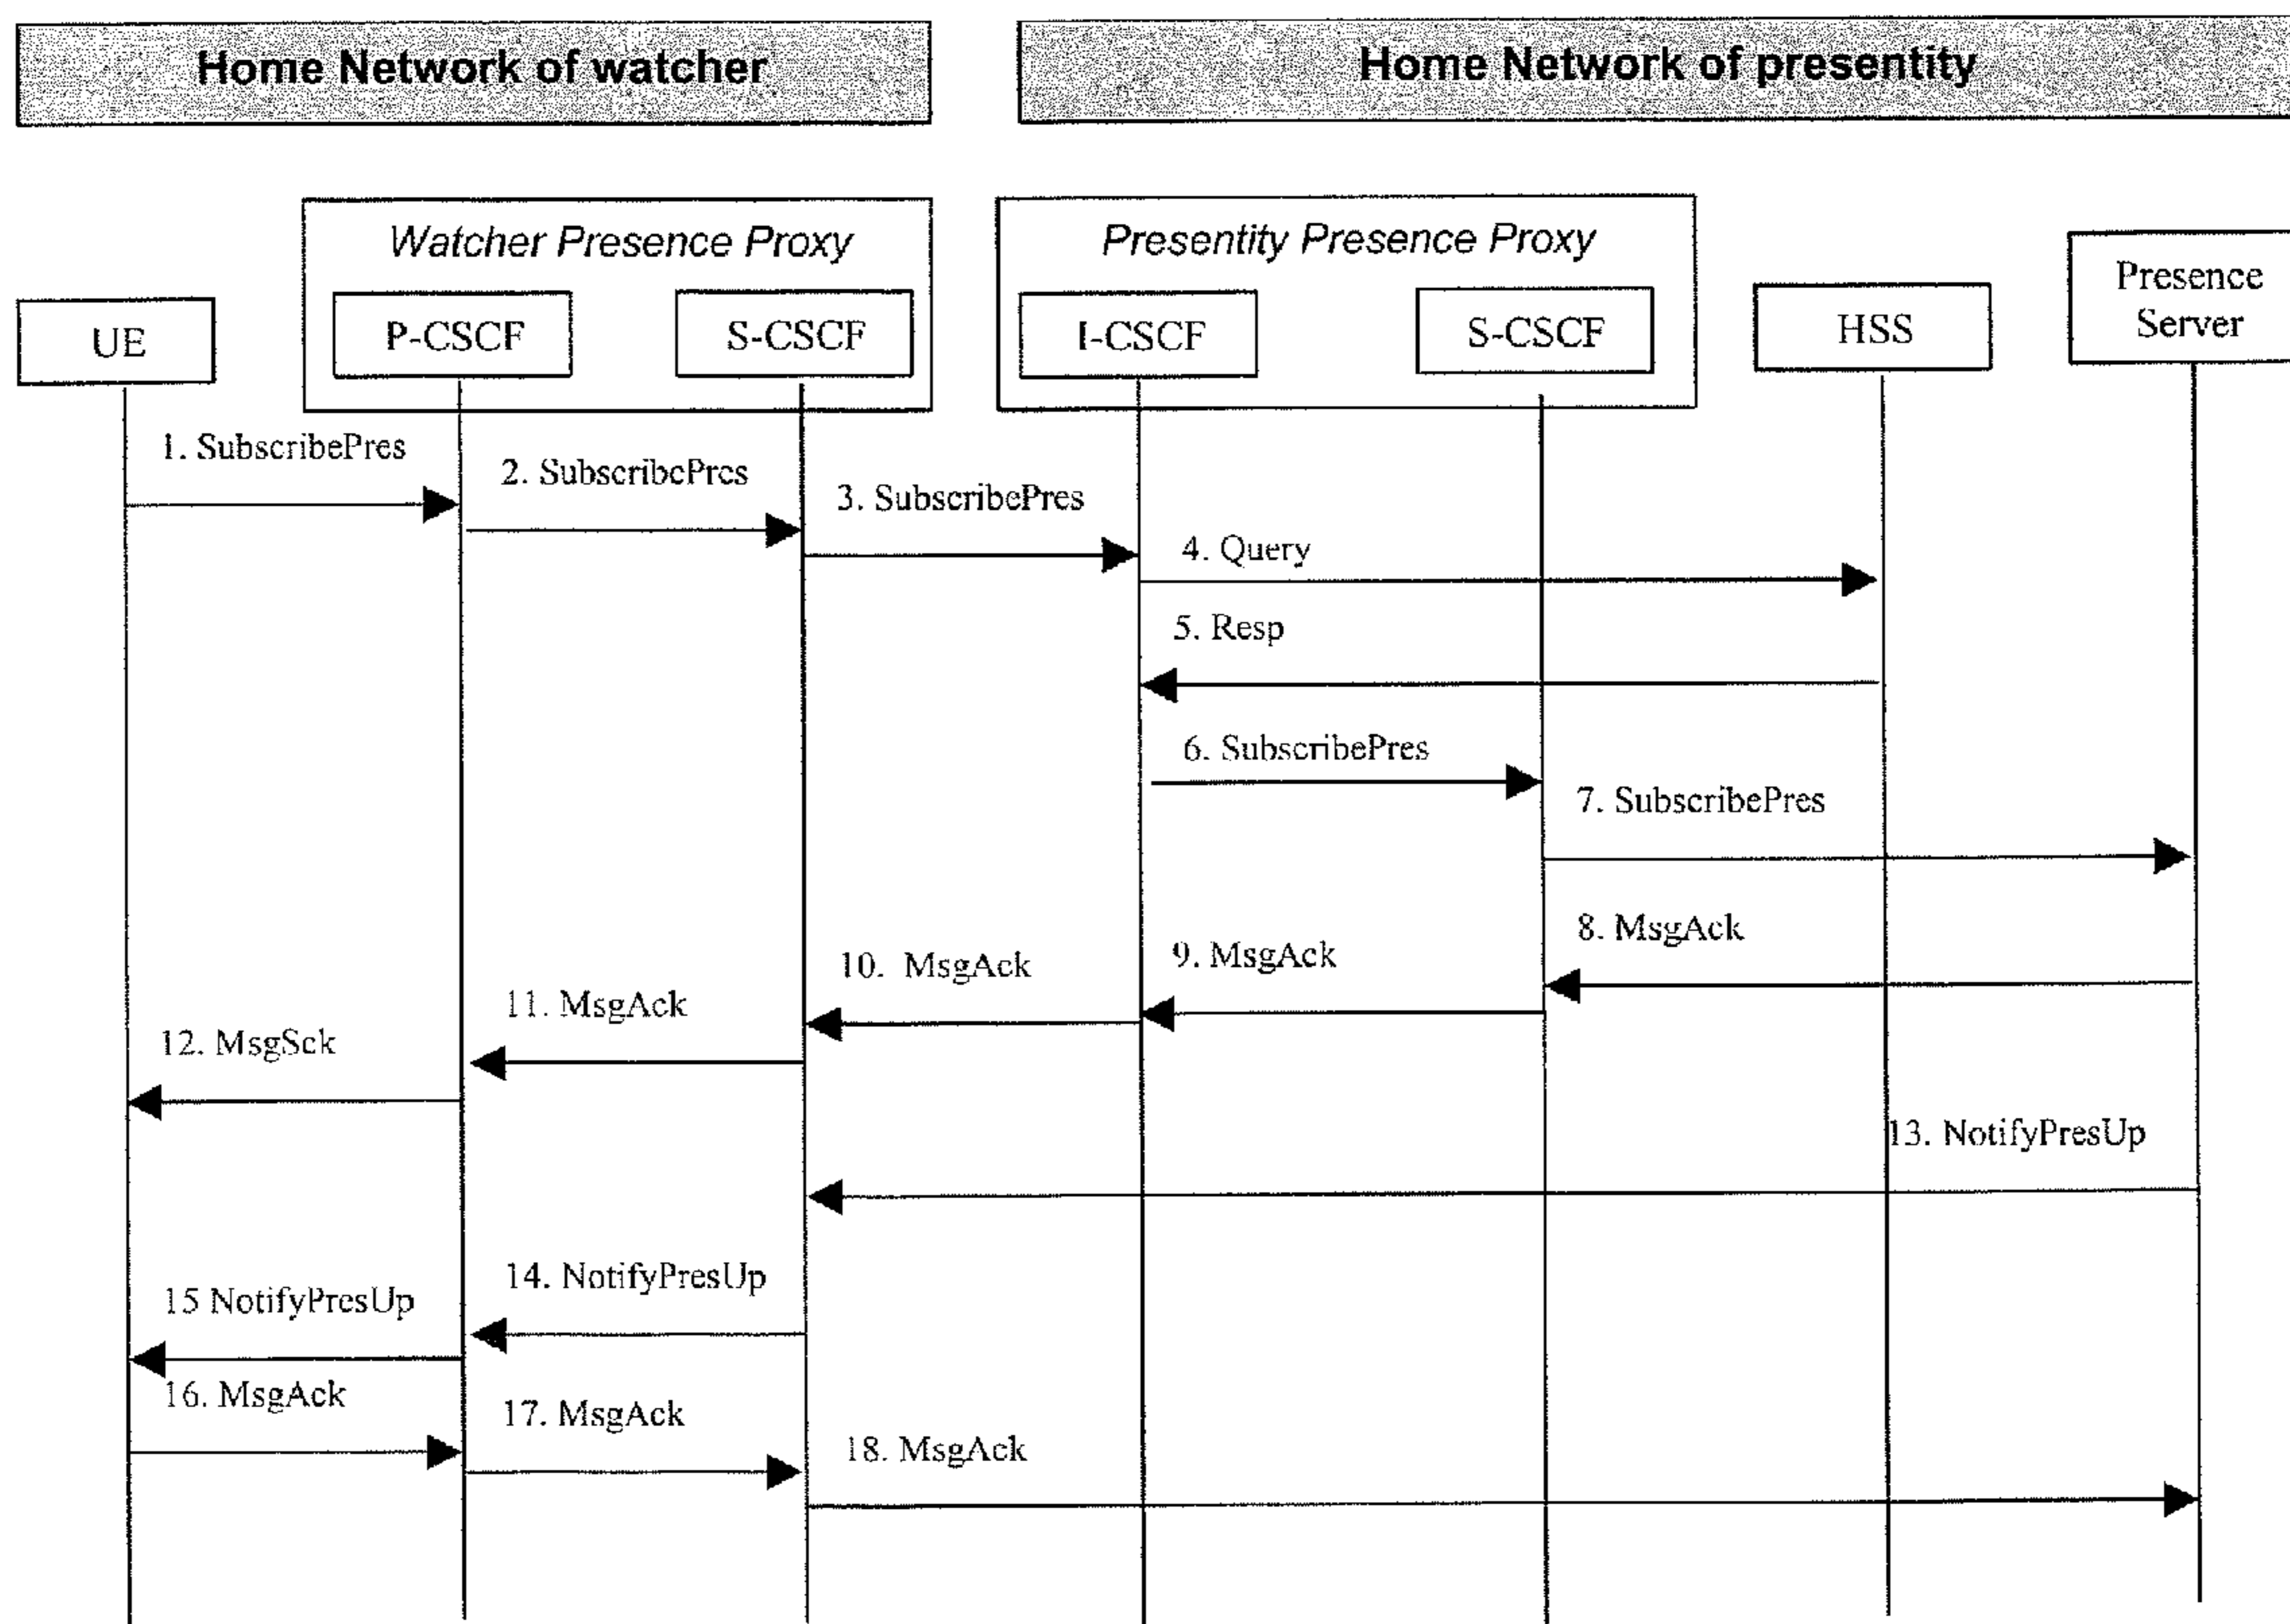 Home Network of watcher
Home Network of presentity
Watcher Presence Proxy
Presentity Presence Proxy
UE
P-CSCF
S-CSCF
I-CSCF
S-CSCF
HSS
Presence
Server
1. SubscribePres
2. SubscribePres
3. SubscribePres
4. Query
5. Resp
6. SubscribePres
7. SubscribePres
8. MsgAck
9. MsgAck
10. MsgAck
11. MsgAck
12. MsgSck
13. NotifyPresUp
14. NotifyPresUp
15 NotifyPresUp
16. MsgAck
17. MsgAck
18. MsgAck